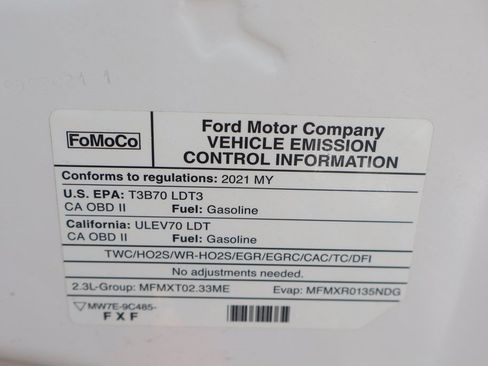 FoMoCo
Ford Motor Company
VEHICLE EMISSION
CONTROL INFORMATION
Conforms to regulations: 2021 MY
U.S. EPA: T3B70 LDT3
CA OBD II Fuel: Gasoline
California: ULEV70 LDT
CA OBD II Fuel: Gasoline
TWC/HO2S/WR-HO2S/EGR/EGRC/CAC/TC/DFI
No adjustments needed.
2.3L-Group: MFMXT02.33ME Evap: MFMXR0135NDG
MW7E-9C485-
FXF